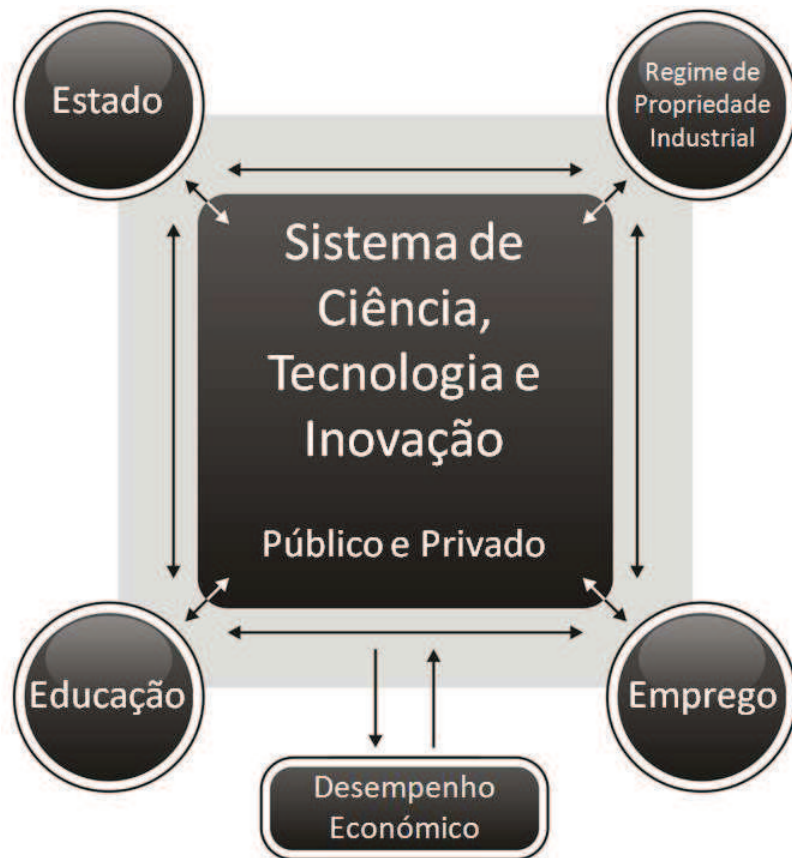 Estado
Regime de
Propriedade
Industrial
Sistema de
Ciência,
Tecnologia e
Inovação
Público e Privado
Educação
Emprego
Desempenho
Económico